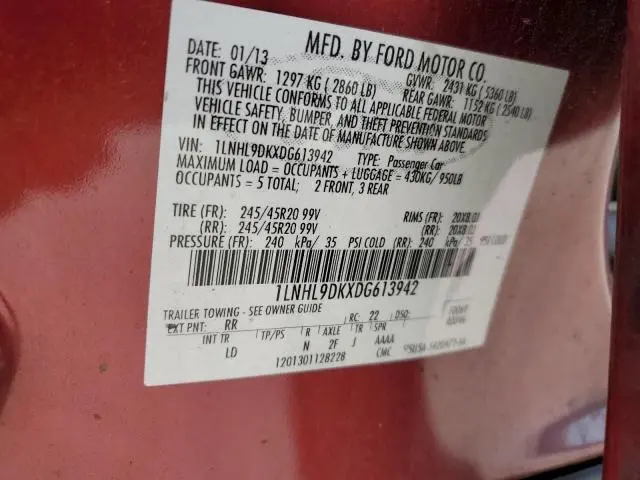 MFD. BY FORD MOTOR CO.
DATE: 01/13 GVWR: 2431 KG (5360 LB)
FRONT GAWR: 1297 KG (2860 LB) REAR GAWR: 1152 KG (2540 LB)
THIS VEHICLE CONFORMS TO ALL APPLICABLE FEDERAL MOTOR
VEHICLE SAFETY, BUMPER, AND THEFT PREVENTION STANDARDS
IN EFFECT ON THE DATE OF MANUFACTURE SHOWN ABOVE.
VIN: 1LNHL9DKXDG613942 TYPE: Passenger Car
MAXIMUM LOAD = OCCUPANTS + LUGGAGE = 430KG/950LB
OCCUPANTS = 5 TOTAL; 2 FRONT, 3 REAR
TIRE (FR): 245/45R20 99V RIMS (FR): 20X8.0J
(RR): 245/45R20 99V (RR): 20X8.0J
PRESSURE (FR): 240 kPa/ 35 PSI COLD (RR): 240 kPa/ 35 PSI COLD
1LNHL9DKXDG613942
TRAILER TOWING - SEE OWNER GUIDE
EXT PNT: RR RC: 22 DSO:
INT TR TP/PS R AXLE TR SPR
LD N 2F J AAAA
1201301128228 CMC